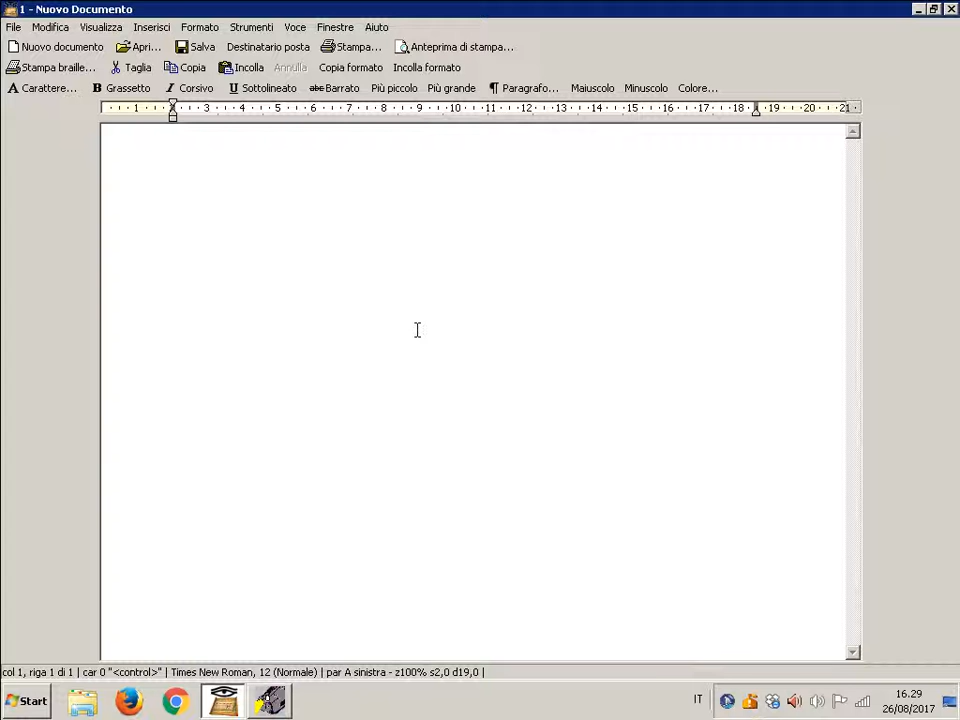 1 - Nuovo Documento
File Modifica Visualizza Inserisci Formato Strumenti Voce Finestre Aiuto
Nuovo documento Apri... Salva Destinatario posta Stampa... Anteprima di stampa...
Stampa braille... Taglia Copia Incolla Annulla Copia formato Incolla formato
A Carattere... B Grassetto I Corsivo U Sottolineato abc Barrato Più piccolo Più grande ¶ Paragrafo... Maiuscolo Minuscolo Colore...
1 3 4 5 6 7 8 9 10 11 12 13 14 15 16 17 18 19 20 21
col 1, riga 1 di 1 | car 0 "<control>" | Times New Roman, 12 (Normale) | par A sinistra - z100% s2,0 d19,0 |
Start IT 16.29
26/08/2017